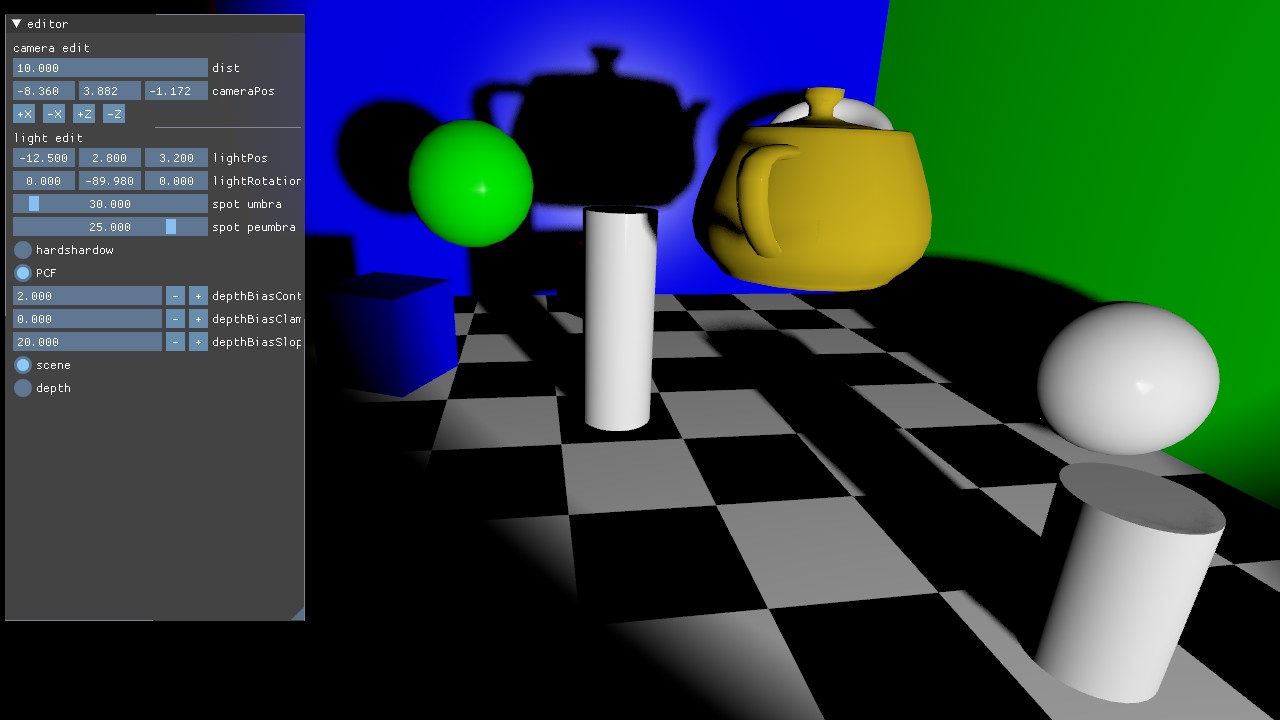 editor
camera edit
10.000 dist
-8.360 3.882 -1.172 cameraPos
+X -X +Z -Z
light edit
-12.500 2.800 3.200 lightPos
0.000 -89.980 0.000 lightRotation
30.000 spot umbra
25.000 spot peumbra
hardshardow
PCF
2.000 - + depthBiasCont
0.000 - + depthBiasClam
20.000 - + depthBiasSlop
scene
depth